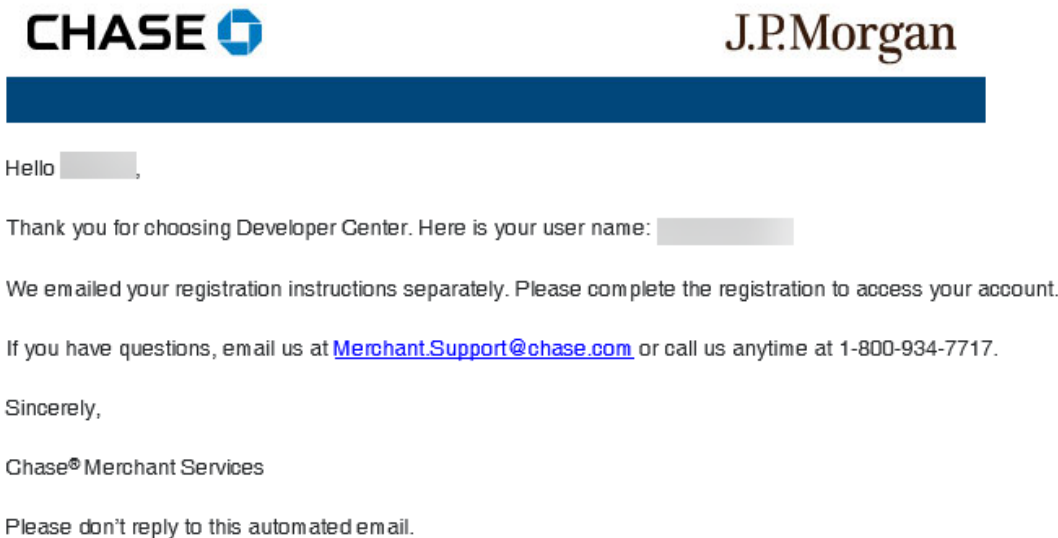 CHASE J.P.Morgan
Hello ,
Thank you for choosing Developer Center. Here is your user name:
We emailed your registration instructions separately. Please complete the registration to access your account.
If you have questions, email us at Merchant.Support@chase.com or call us anytime at 1-800-934-7717.
Sincerely,
Chase® Merchant Services
Please don't reply to this automated email.